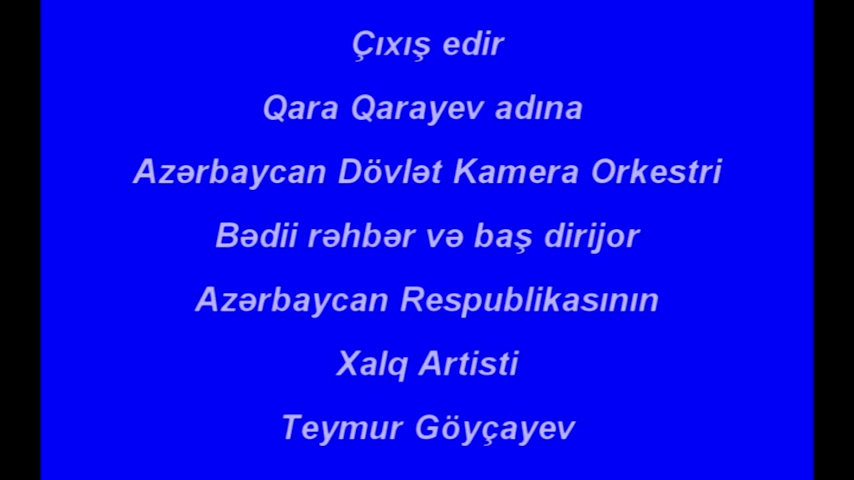 Çıxış edir
Qara Qarayev adına
Azərbaycan Dövlət Kamera Orkestri
Bədii rəhbər və baş dirijor
Azərbaycan Respublikasının
Xalq Artisti
Teymur Göyçayev